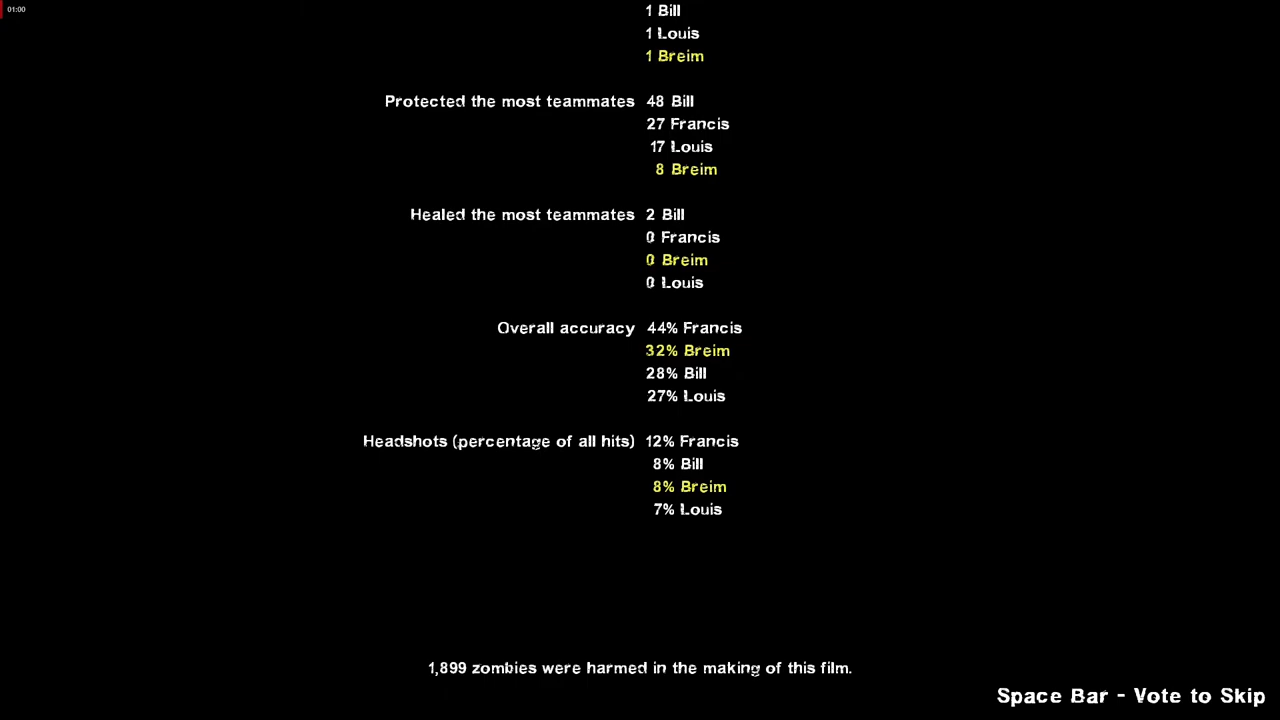 01:00
1 Bill
1 Louis
1 Breim
Protected the most teammates 48 Bill
27 Francis
17 Louis
8 Breim
Healed the most teammates 2 Bill
0 Francis
0 Breim
0 Louis
Overall accuracy 44% Francis
32% Breim
28% Bill
27% Louis
Headshots (percentage of all hits) 12% Francis
8% Bill
8% Breim
7% Louis
1,899 zombies were harmed in the making of this film.
Space Bar - Vote to Skip